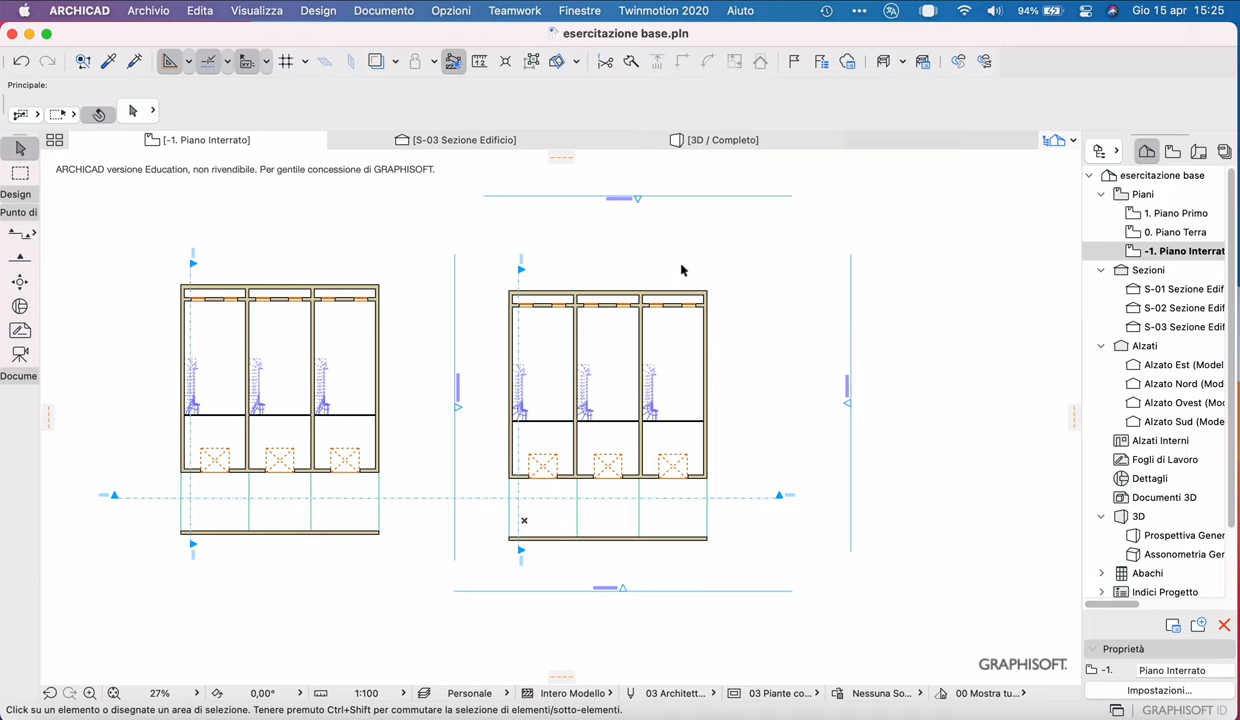 ARCHICAD Archivio Edita Visualizza Design Documento Opzioni Teamwork Finestre Twinmotion 2020 Aiuto 94% Gio 15 apr 15:25
esercitazione base.pln
Principale:
[-1. Piano Interrato] [S-03 Sezione Edificio] [3D / Completo]
ARCHICAD versione Education, non rivendibile. Per gentile concessione di GRAPHISOFT.
Design
Punto di
Docume
esercitazione base
Piani
1. Piano Primo
0. Piano Terra
-1. Piano Interrat
Sezioni
S-01 Sezione Edif
S-02 Sezione Edif
S-03 Sezione Edif
Alzati
Alzato Est (Model
Alzato Nord (Mod
Alzato Ovest (Moc
Alzato Sud (Mode
Alzati Interni
Fogli di Lavoro
Dettagli
Documenti 3D
3D
Prospettiva Gener
Assonometria Ger
Abachi
Indici Progetto
Proprietà
-1. Piano Interrato
Impostazioni...
GRAPHISOFT.
27% 0,00° 1:100 Personale Intero Modello 03 Architett... 03 Piante co... Nessuna So... 00 Mostra tu...
Click su un elemento o disegnate un area di selezione. Tenere premuto Ctrl+Shift per commutare la selezione di elementi/sotto-elementi.
GRAPHISOFT ID